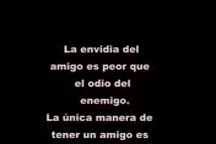 La envidia del
amigo es peor que
el odio del
enemigo.
La única manera de
tener un amigo es